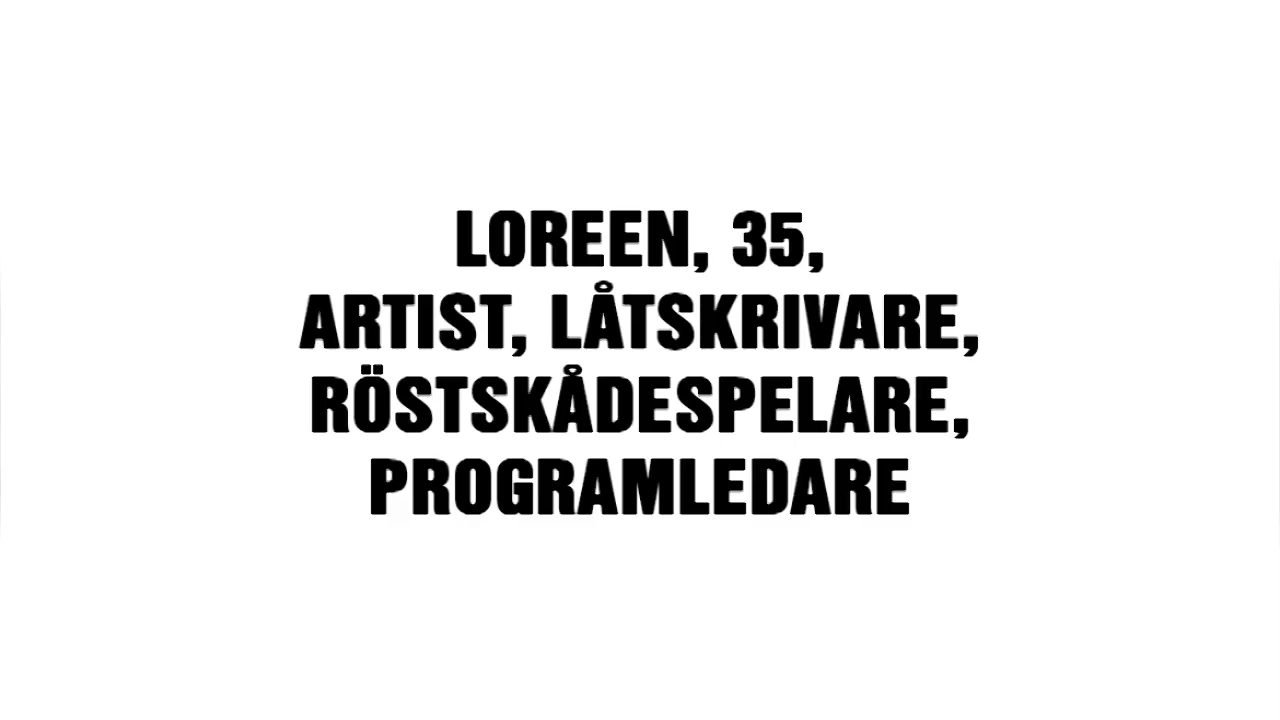 LOREEN, 35,
ARTIST, LÅTSKRIVARE,
RÖSTSKÅDESPELARE,
PROGRAMLEDARE